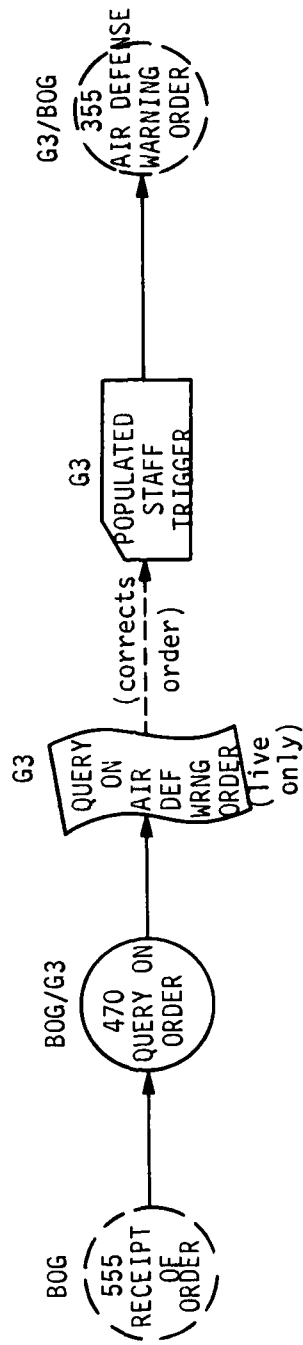 BOG
555
RECEIPT
OF
ORDER
BOG/G3
470
QUERY ON
ORDER
G3
QUERY
ON
AIR
DEF
WRNG
ORDER
(live
only)
(corrects
order)
G3
POPULATED
STAFF
TRIGGER
G3/BOG
355
AIR DEFENSE
WARNING
ORDER